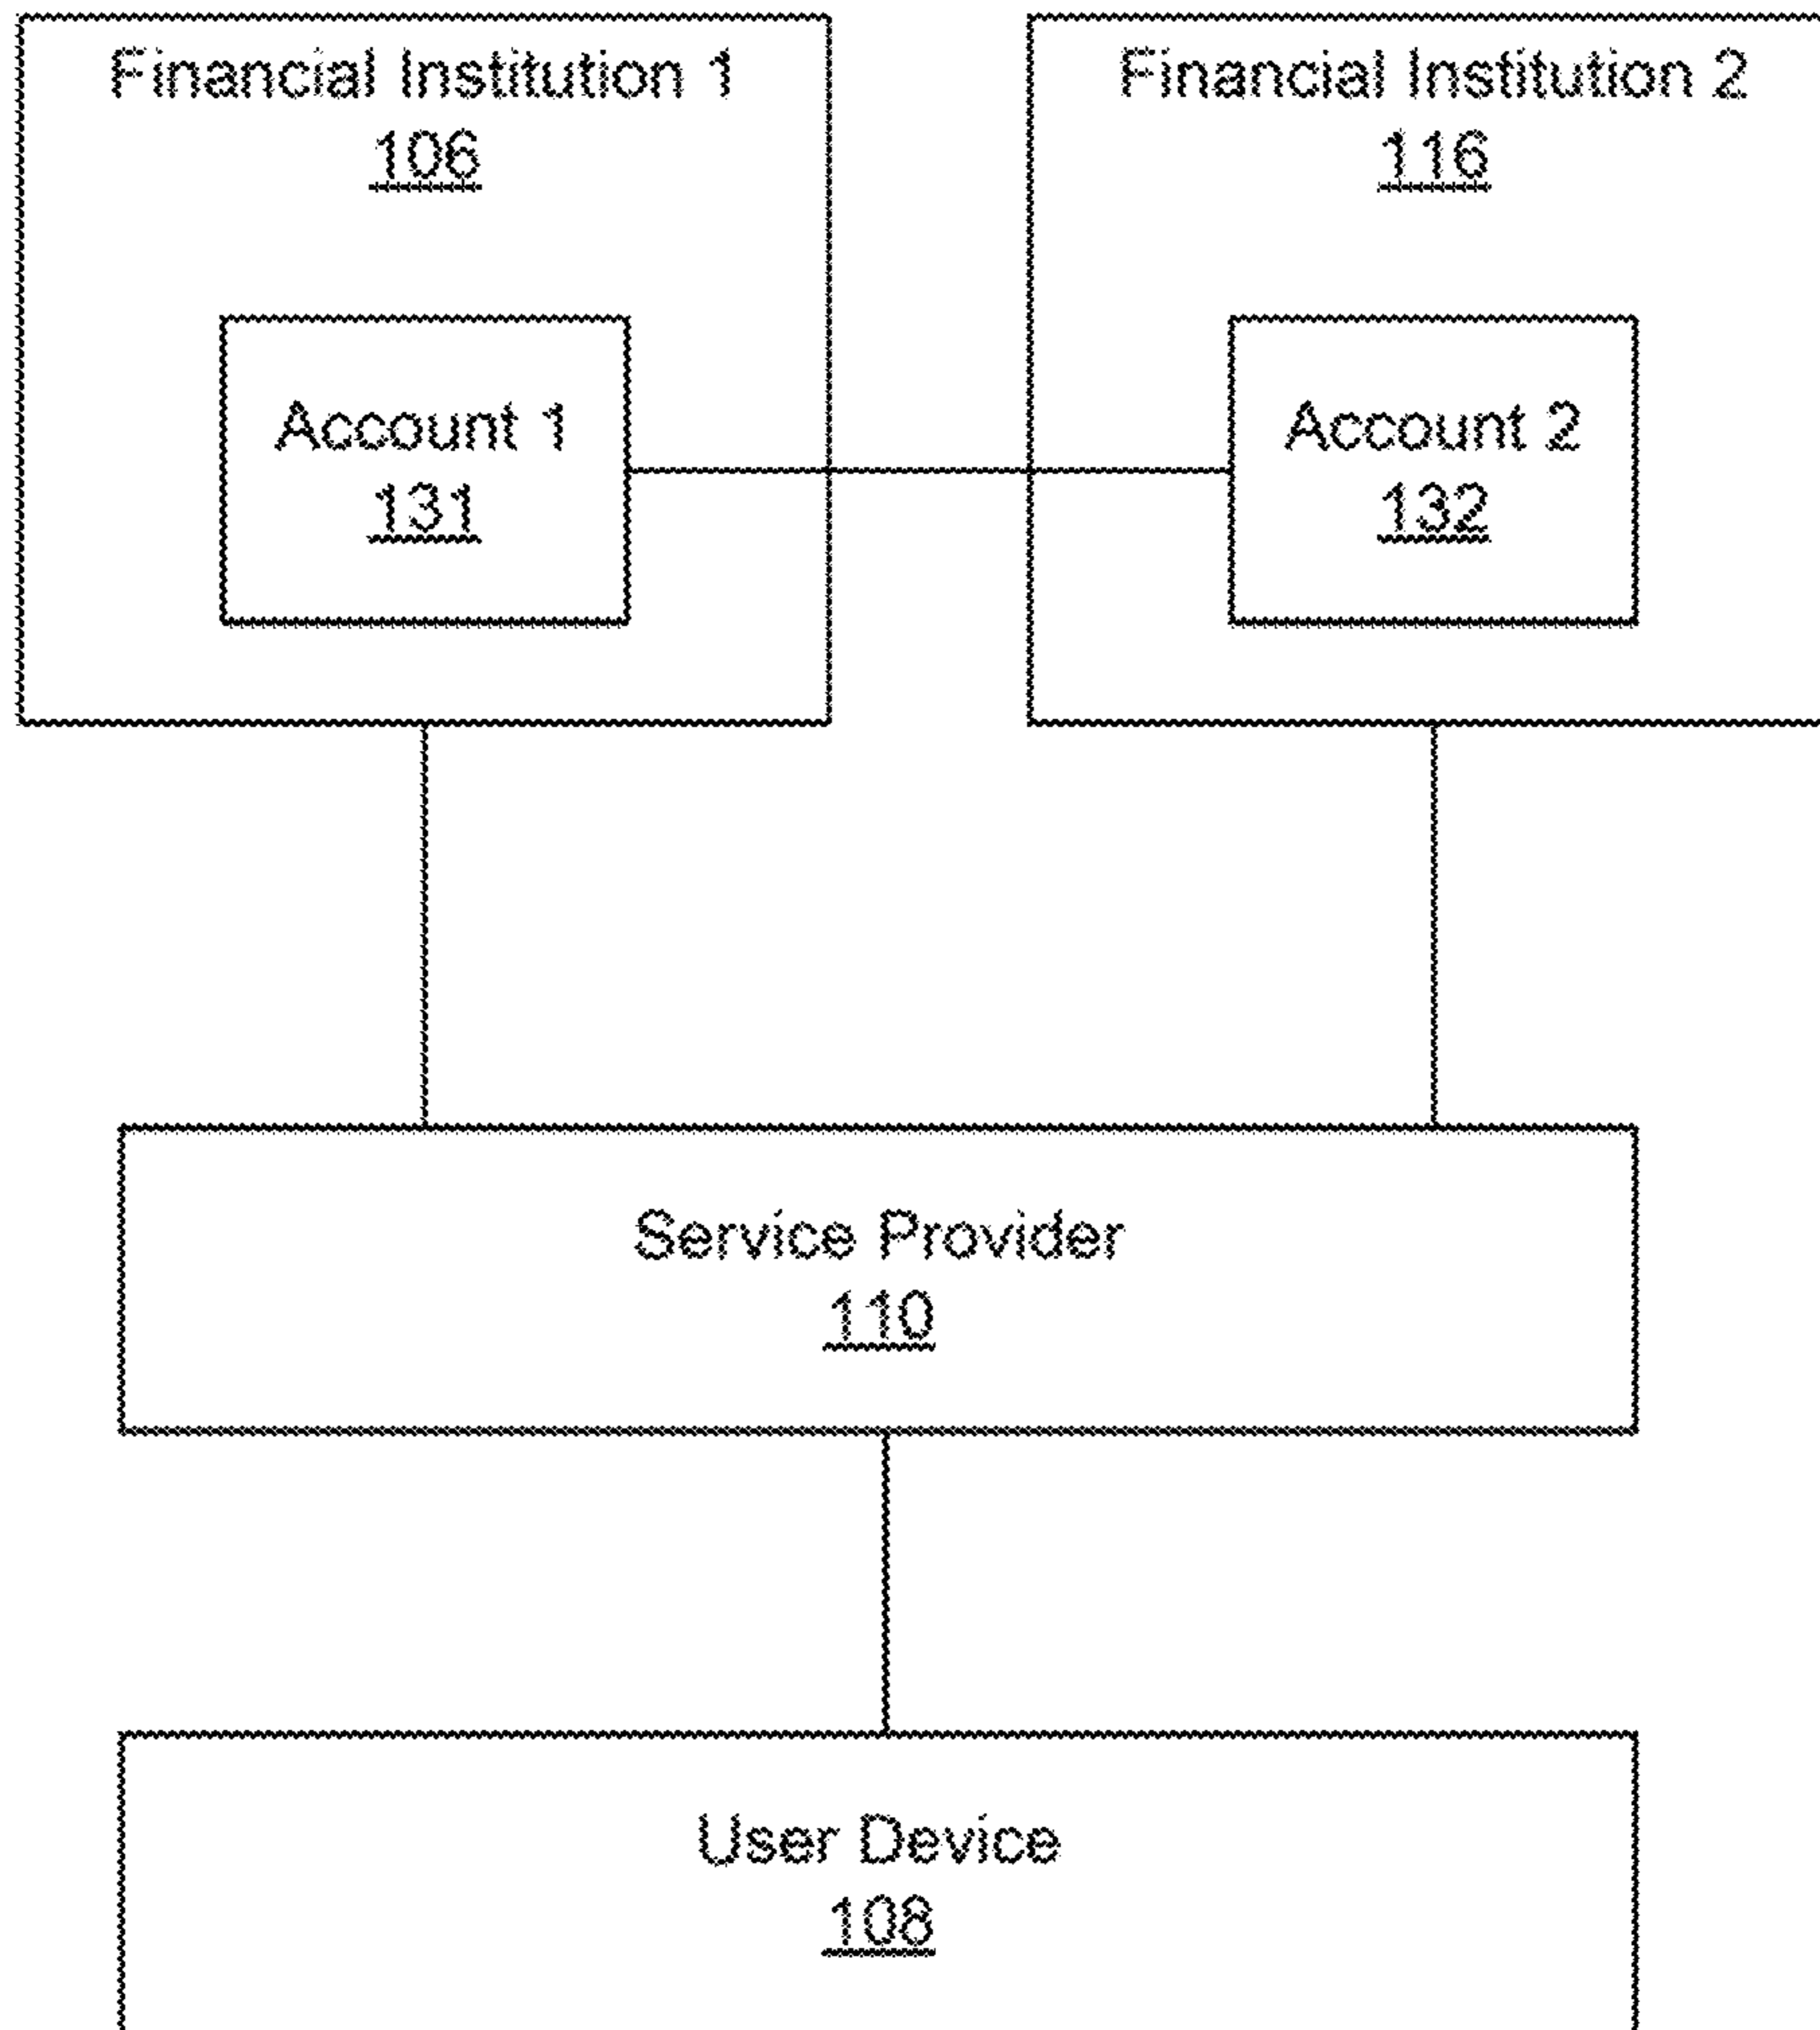 Financial Institution 1
106
Financial Institution 2
116
Account 1
131
Account 2
132
Service Provider
110
User Device
108